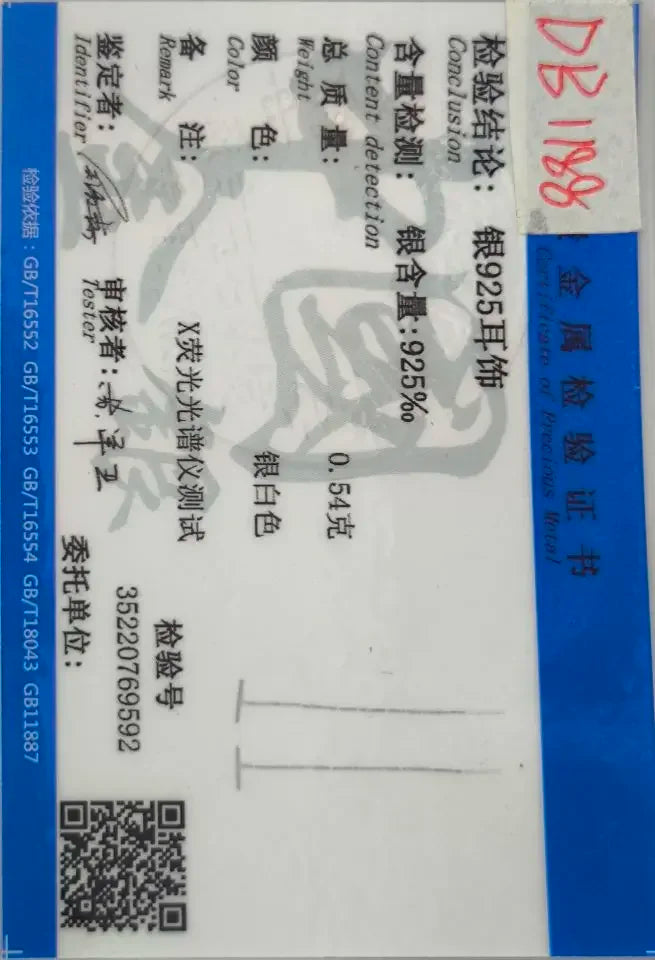 DB1188
金属检验证书
Certificate of Precious Metal
检验结论: 银925耳饰
Conclusion
含量检测: 银含量:925‰
Content detection
总质量: 0.54克
Weight
颜色: 银白色
Color
备注: X荧光光谱仪测试
Remark
检验号
35220769592
鉴定者: 审核者:
Identifier Tester
委托单位:
检验依据: GB/T16552 GB/T16553 GB/T16554 GB/T18043 GB11887